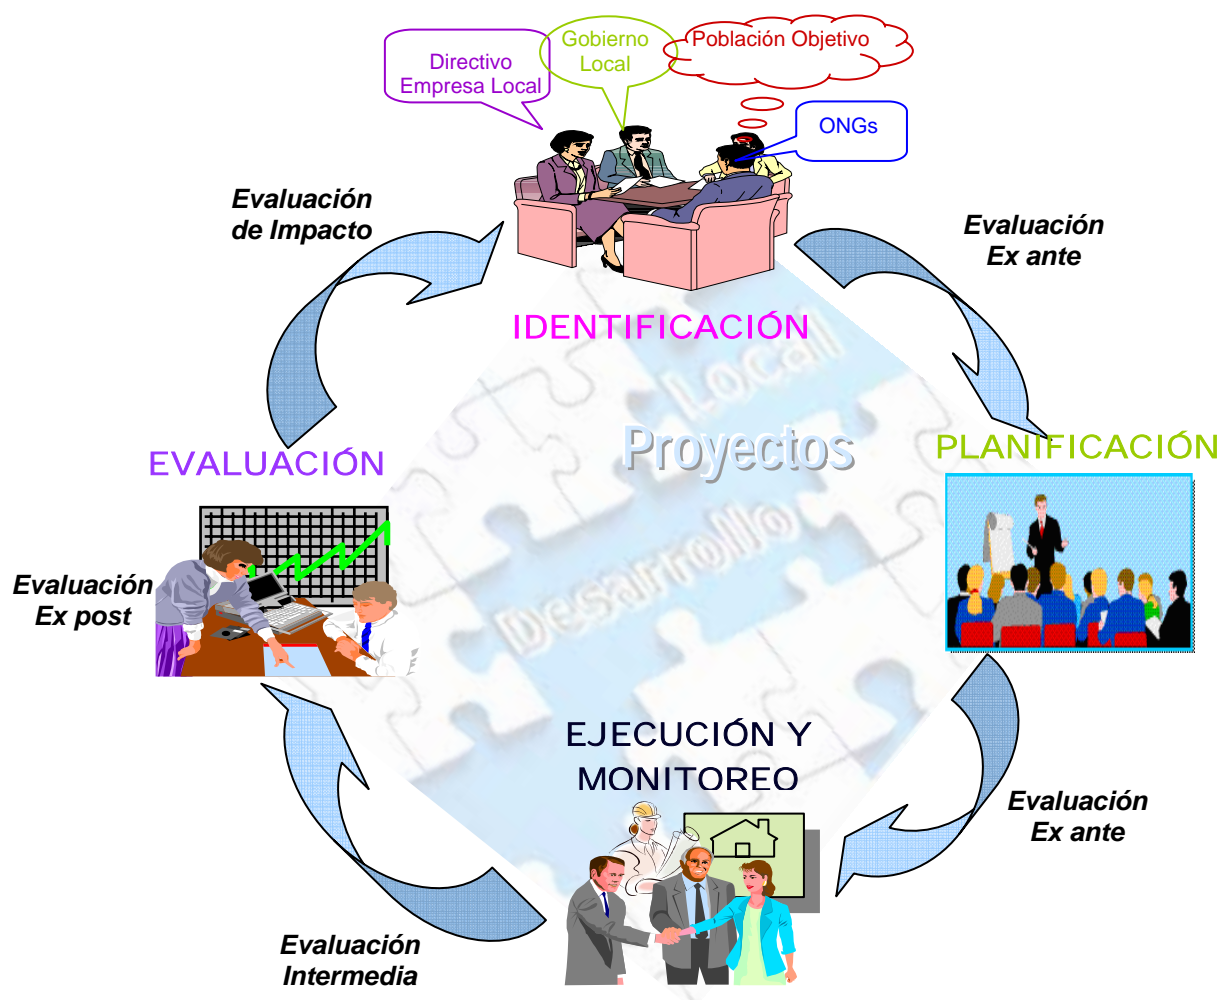 Directivo
Empresa Local
Gobierno
Local
Población Objetivo
ONGs
Evaluación
de Impacto
Evaluación
Ex ante
IDENTIFICACIÓN
Local
Proyectos
Desarrollo
PLANIFICACIÓN
EVALUACIÓN
Evaluación
Ex post
EJECUCIÓN Y
MONITOREO
Evaluación
Ex ante
Evaluación
Intermedia